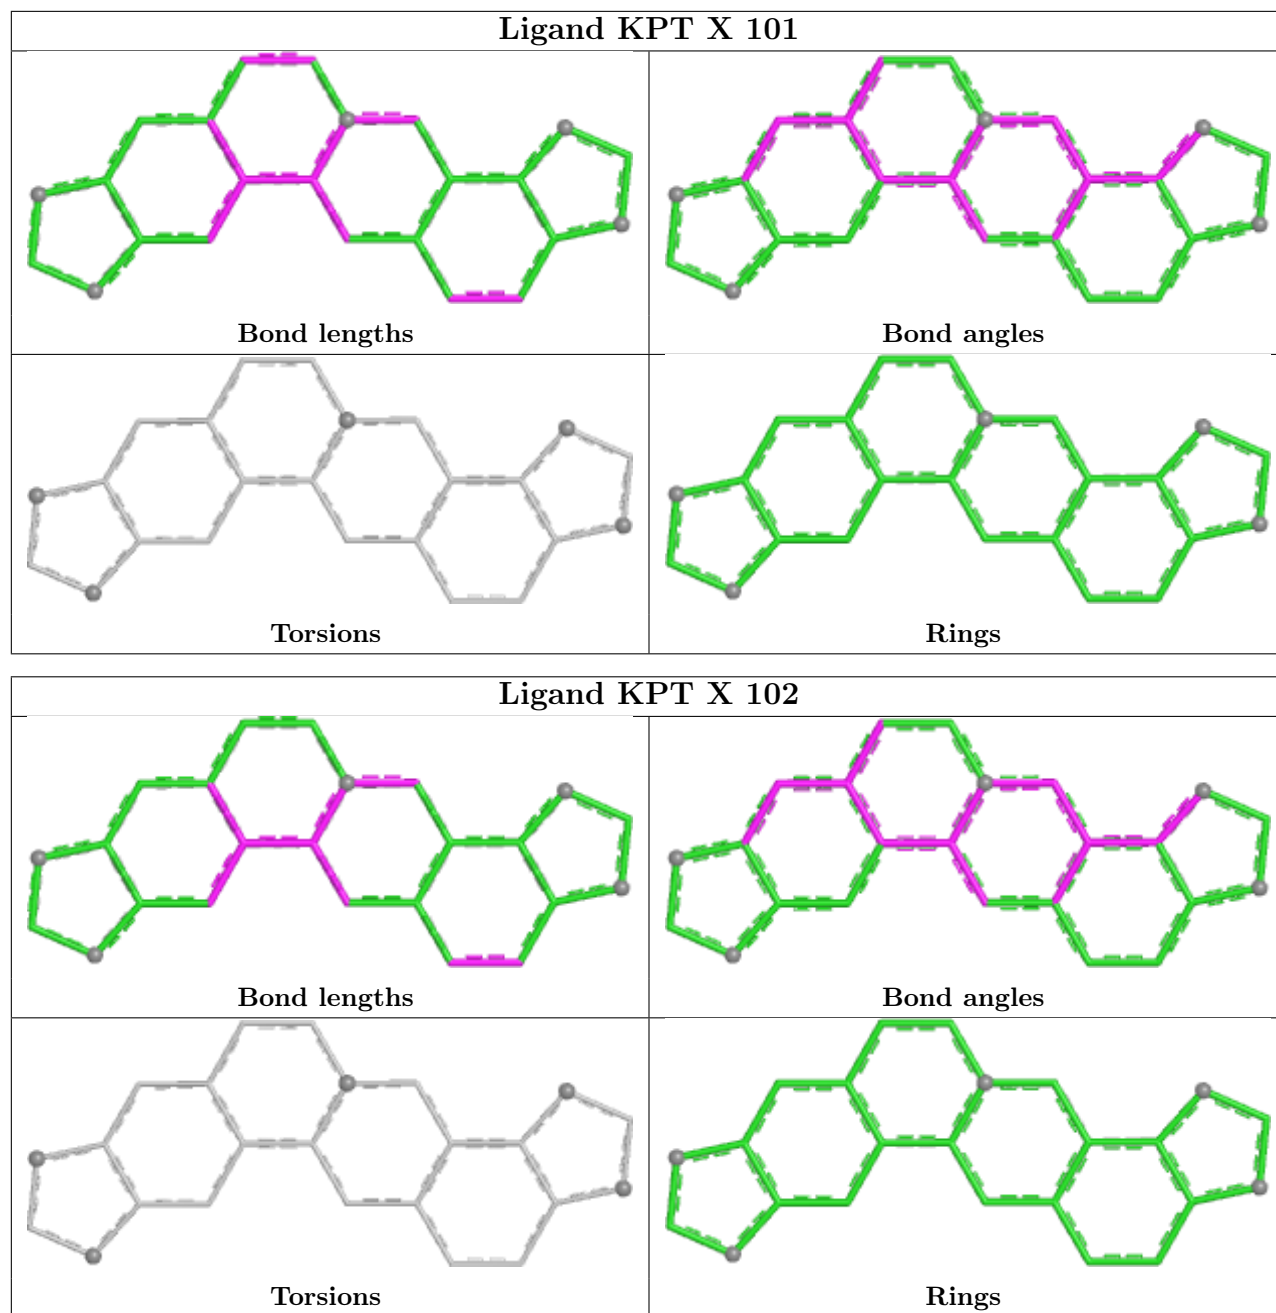 Ligand KPT X 101
Bond lengths
Bond angles
Torsions
Rings
Ligand KPT X 102
Bond lengths
Bond angles
Torsions
Rings